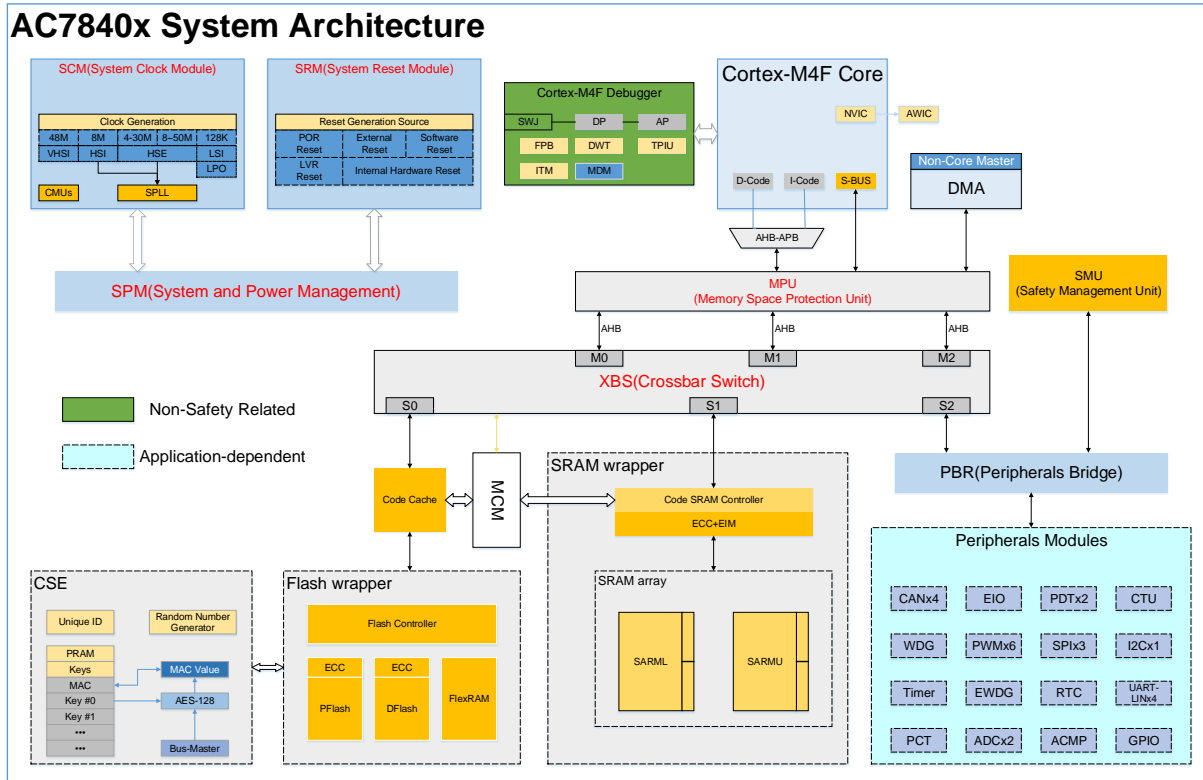 AC7840x System Architecture
SCM(System Clock Module)
Clock Generation
48M
8M
4-30M
8–50M
128K
VHSI
HSI
HSE
LSI
LPO
CMUs
SPLL
SRM(System Reset Module)
Reset Generation Source
POR
Reset
External
Reset
Software
Reset
LVR
Reset
Internal Hardware Reset
SPM(System and Power Management)
Cortex-M4F Debugger
SWJ
DP
AP
FPB
DWT
TPIU
ITM
MDM
Cortex-M4F Core
NVIC
AWIC
D-Code
I-Code
S-BUS
AHB-APB
Non-Core Master
DMA
MPU
(Memory Space Protection Unit)
SMU
(Safety Management Unit)
AHB
AHB
AHB
M0
M1
M2
XBS(Crossbar Switch)
S0
S1
S2
Non-Safety Related
Application-dependent
Code Cache
MCM
SRAM wrapper
Code SRAM Controller
ECC+EIM
SRAM array
SARML
SARMU
PBR(Peripherals Bridge)
Peripherals Modules
CANx4
EIO
PDTx2
CTU
WDG
PWMx6
SPIx3
I2Cx1
Timer
EWDG
RTC
UART-
LINx4
PCT
ADCx2
ACMP
GPIO
CSE
Unique ID
Random Number
Generator
PRAM
Keys
MAC
Key #0
Key #1
•••
•••
MAC Value
AES-128
Bus-Master
Flash wrapper
Flash Controller
ECC
PFlash
ECC
DFlash
FlexRAM